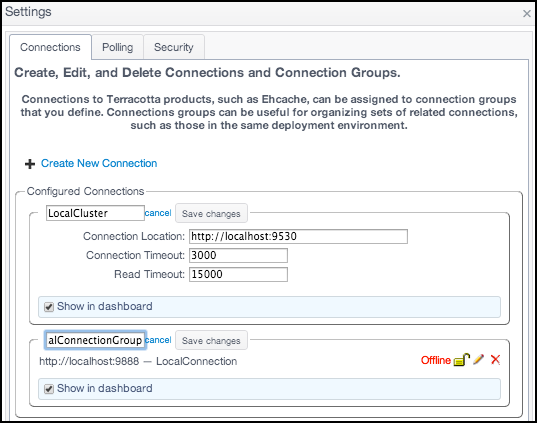 Settings
Connections Polling Security
Create, Edit, and Delete Connections and Connection Groups.
Connections to Terracotta products, such as Ehcache, can be assigned to connection groups
that you define. Connections groups can be useful for organizing sets of related connections,
such as those in the same deployment environment.
Create New Connection
Configured Connections
LocalCluster cancel Save changes
Connection Location: http://localhost:9530
Connection Timeout: 3000
Read Timeout: 15000
Show in dashboard
alConnectionGroup cancel Save changes
http://localhost:9888 — LocalConnection Offline
Show in dashboard